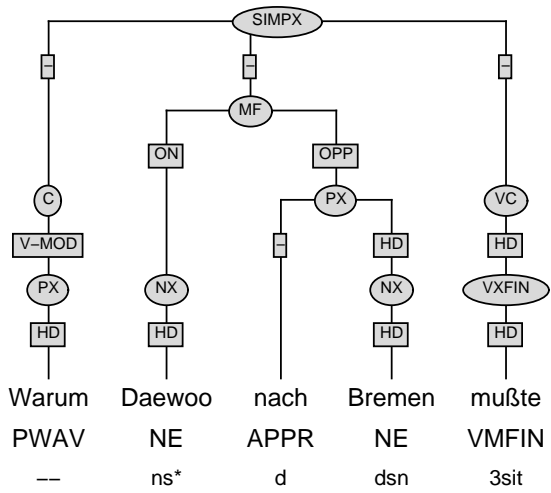 SIMPX
– – –
MF
ON OPP
C PX VC
V–MOD – HD HD
PX NX NX VXFIN
HD HD HD HD
Warum Daewoo nach Bremen mußte
PWAV NE APPR NE VMFIN
–– ns* d dsn 3sit